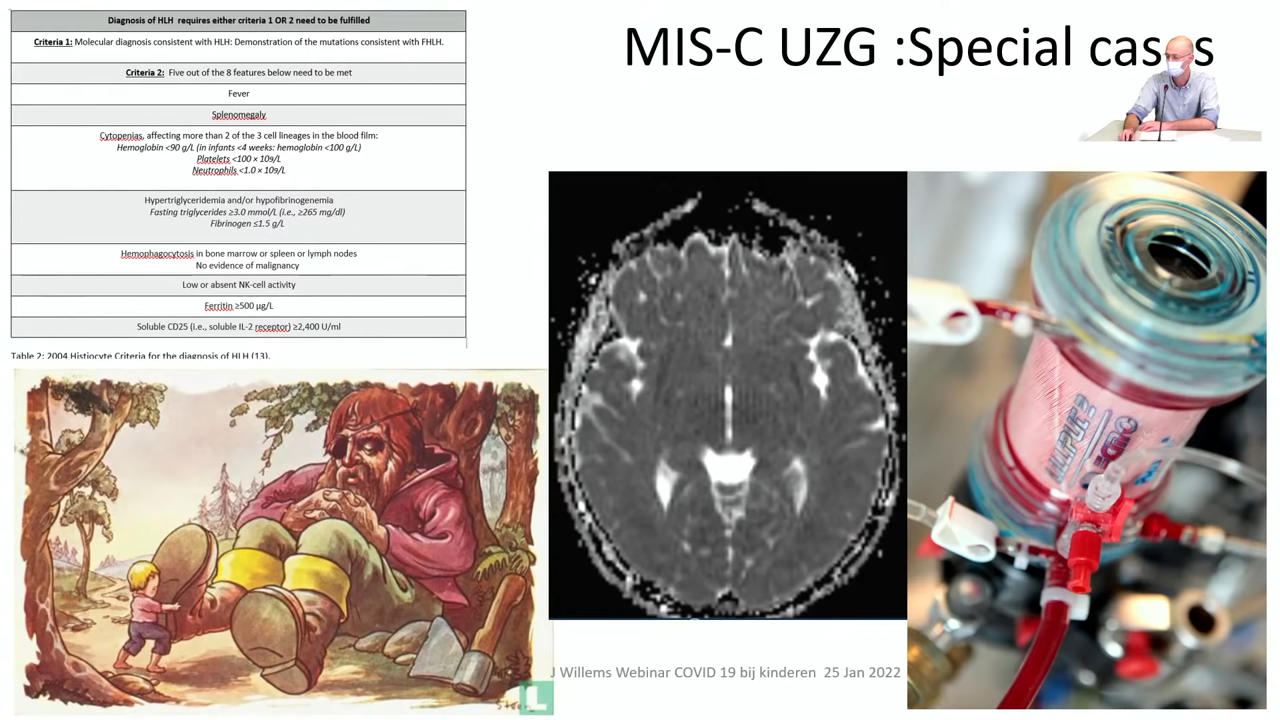 Diagnosis of HLH requires either criteria 1 OR 2 need to be fulfilled
Criteria 1: Molecular diagnosis consistent with HLH: Demonstration of the mutations consistent with FHLH.
Criteria 2: Five out of the 8 features below need to be met
Fever
Splenomegaly
Cytopenias, affecting more than 2 of the 3 cell lineages in the blood film:
Hemoglobin <90 g/L (in infants <4 weeks: hemoglobin <100 g/L)
Platelets <100 × 109/L
Neutrophils <1.0 × 109/L
Hypertriglyceridemia and/or hypofibrinogenemia
Fasting triglycerides ≥3.0 mmol/L (i.e., ≥265 mg/dl)
Fibrinogen ≤1.5 g/L
Hemophagocytosis in bone marrow or spleen or lymph nodes
No evidence of malignancy
Low or absent NK-cell activity
Ferritin ≥500 μg/L
Soluble CD25 (i.e., soluble IL-2 receptor) ≥2,400 U/ml
Table 2: 2004 Histiocyte Criteria for the diagnosis of HLH (13).
MIS-C UZG :Special cases
J Willems Webinar COVID 19 bij kinderen 25 Jan 2022
L